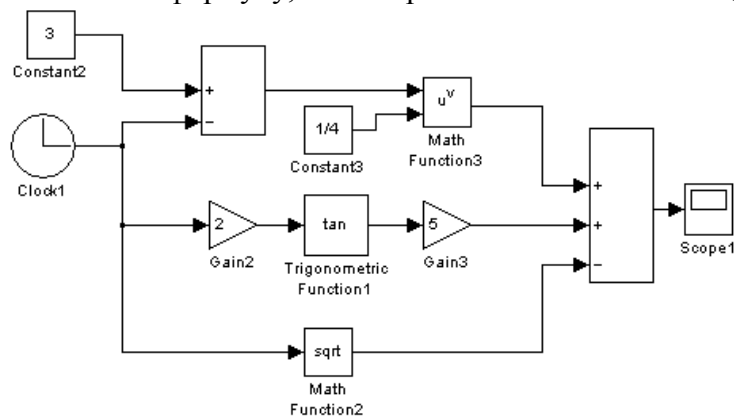 3
Constant2
+
−
u^v
1/4
Constant3
Math
Function3
Clock1
+
2
tan
5
+
Gain2
Trigonometric
Function1
Gain3
−
Scope1
sqrt
Math
Function2